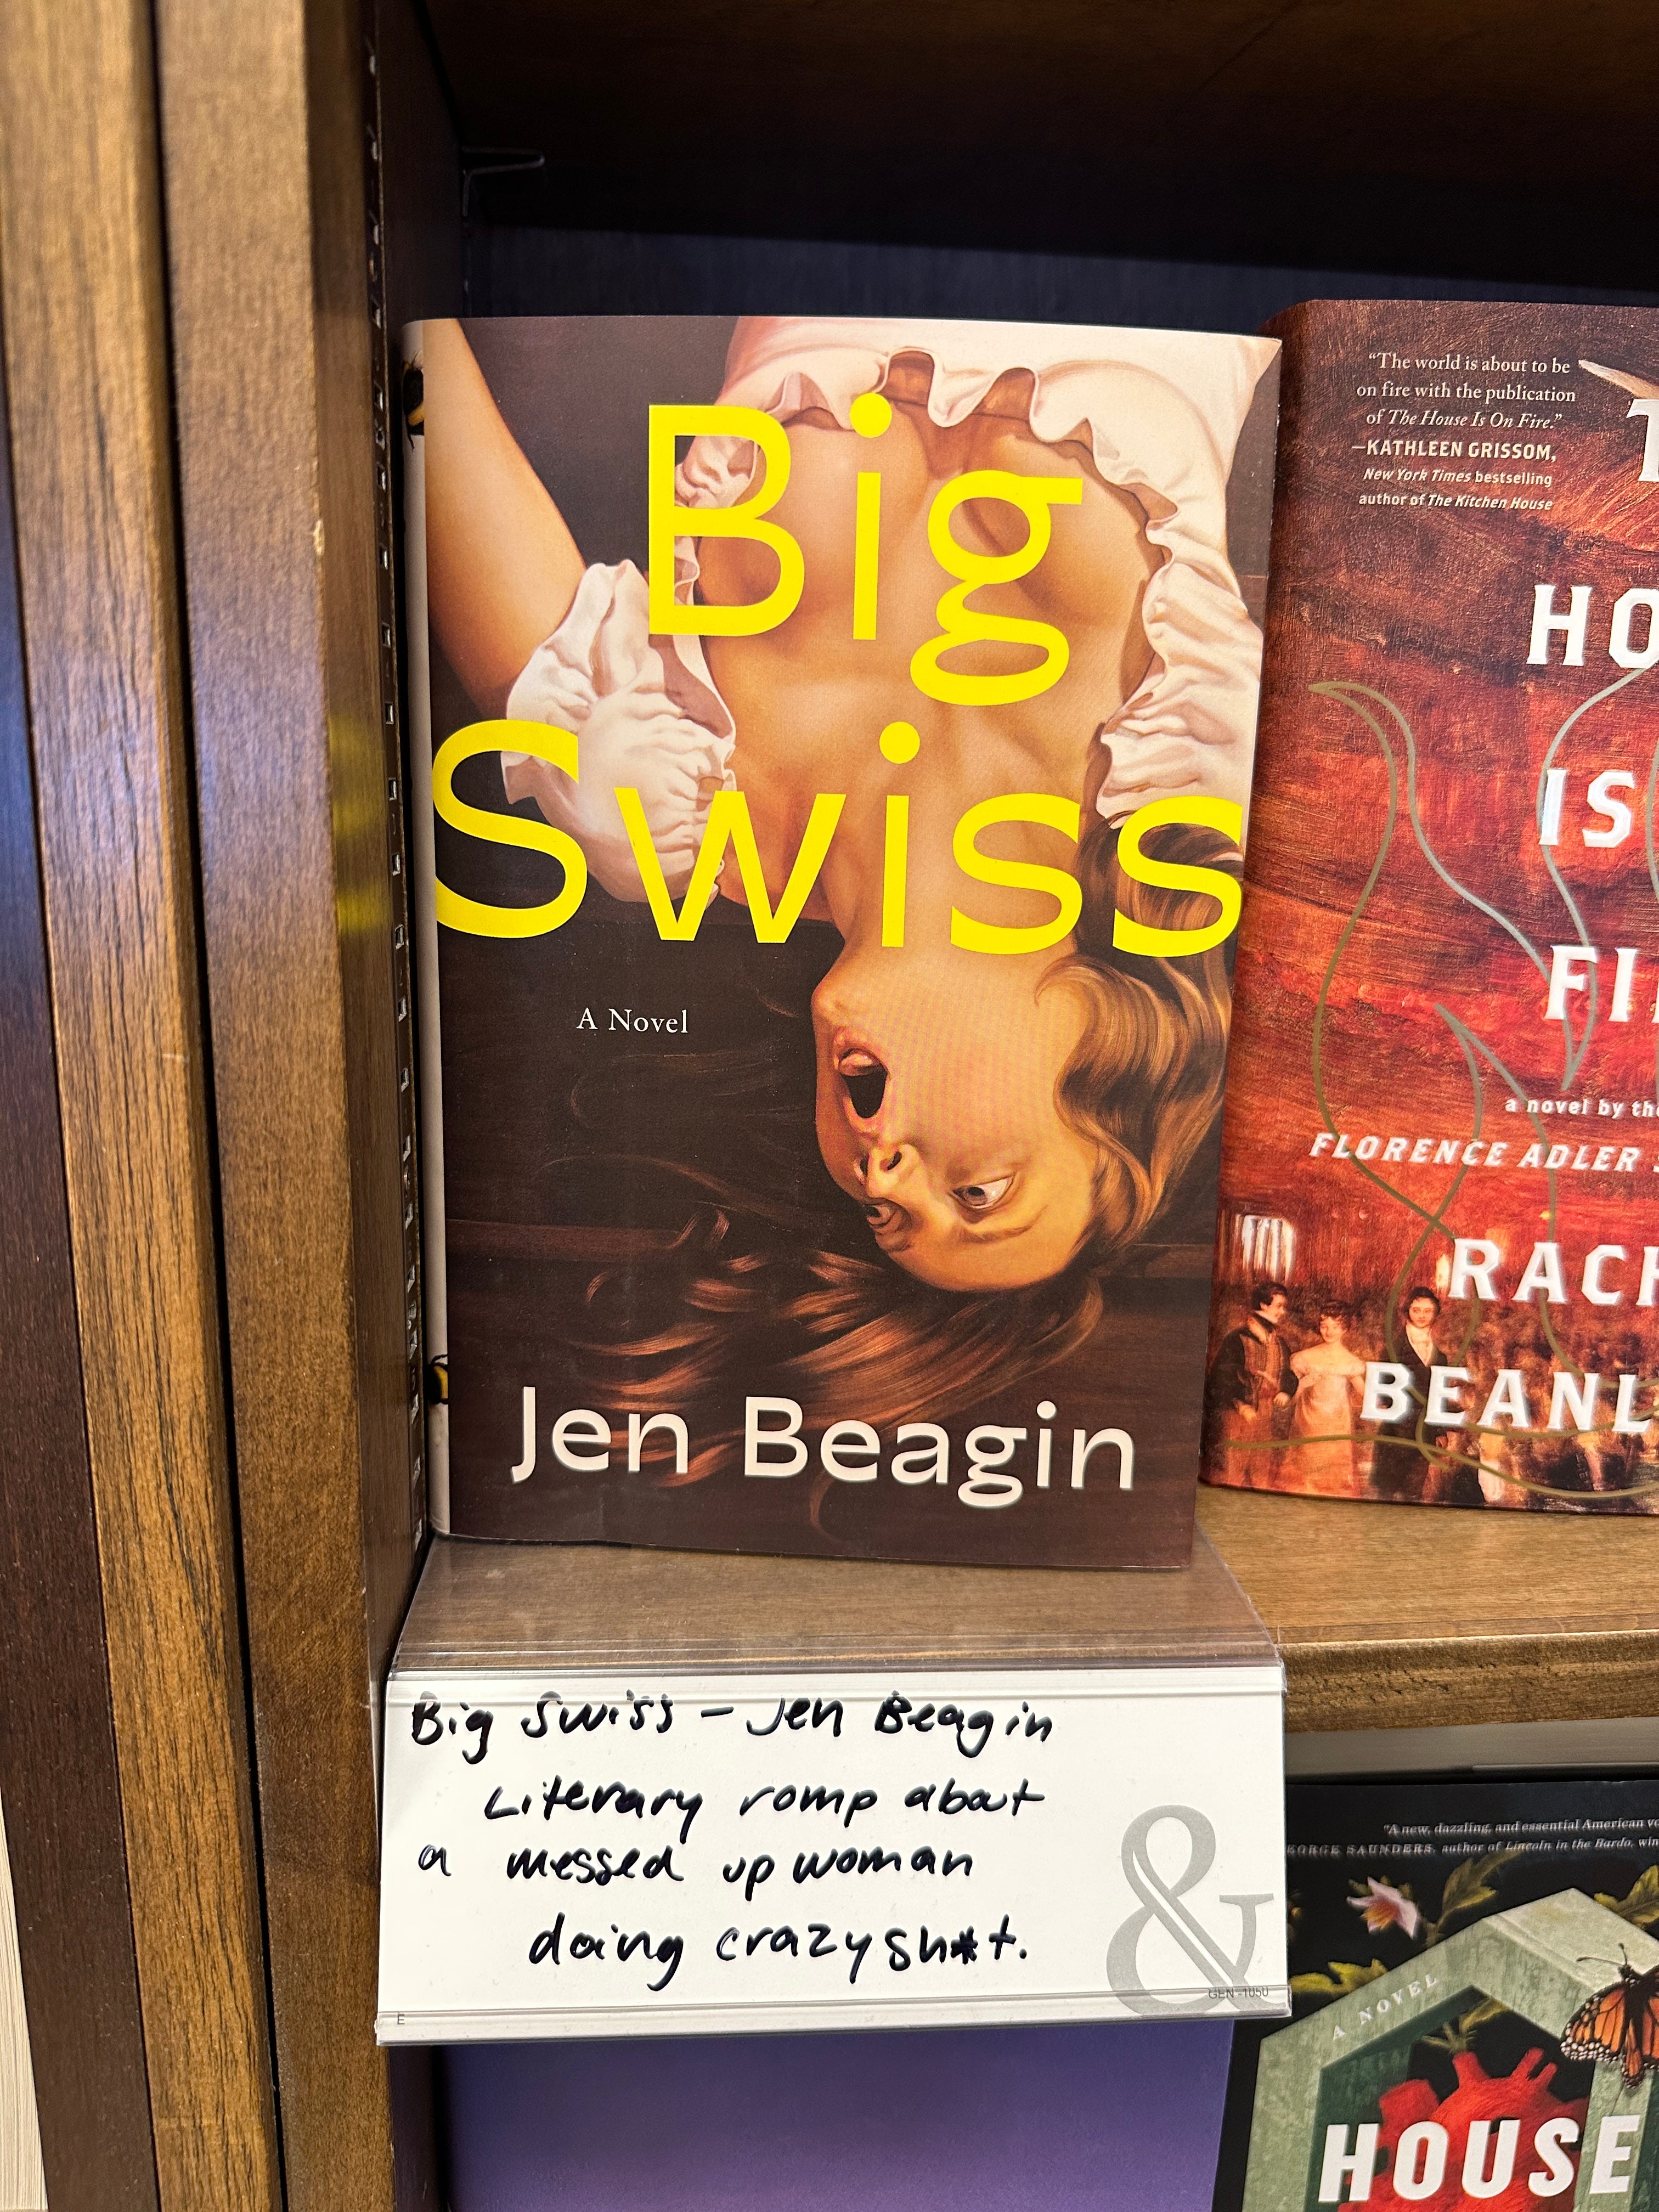 Big
Swiss
A Novel
Jen Beagin
"The world is about to be
on fire with the publication
of The House Is On Fire."
—KATHLEEN GRISSOM,
New York Times bestselling
author of The Kitchen House
HO
IS
FI
a novel by the
FLORENCE ADLER
RACH
BEANL
Big Swiss – Jen Beagin
Literary romp about
a messed up woman
doing crazy sh*t.
&
GEN-1050
E
"A new, dazzling, and essential American vo
EORGE SAUNDERS, author of Lincoln in the Bardo, win
A NOVEL
HOUSE